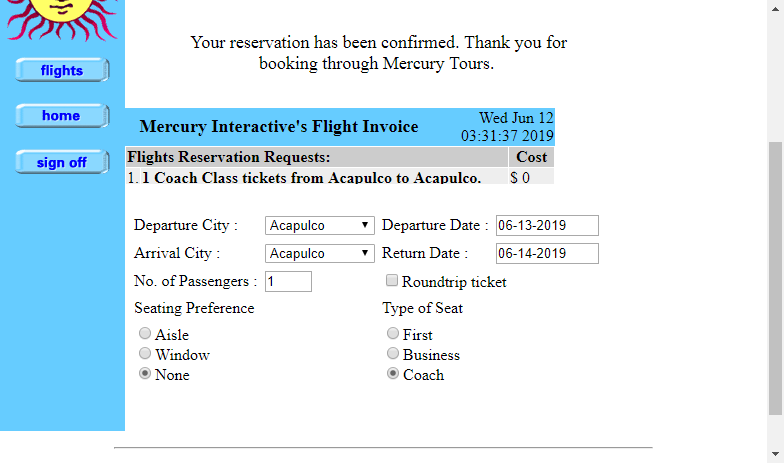 Your reservation has been confirmed. Thank you for
booking through Mercury Tours.
flights
home
sign off
Mercury Interactive's Flight Invoice
Wed Jun 12
03:31:37 2019
Flights Reservation Requests: Cost
1. 1 Coach Class tickets from Acapulco to Acapulco. $ 0
Departure City : Acapulco Departure Date : 06-13-2019
Arrival City : Acapulco Return Date : 06-14-2019
No. of Passengers : 1 Roundtrip ticket
Seating Preference Type of Seat
Aisle First
Window Business
None Coach